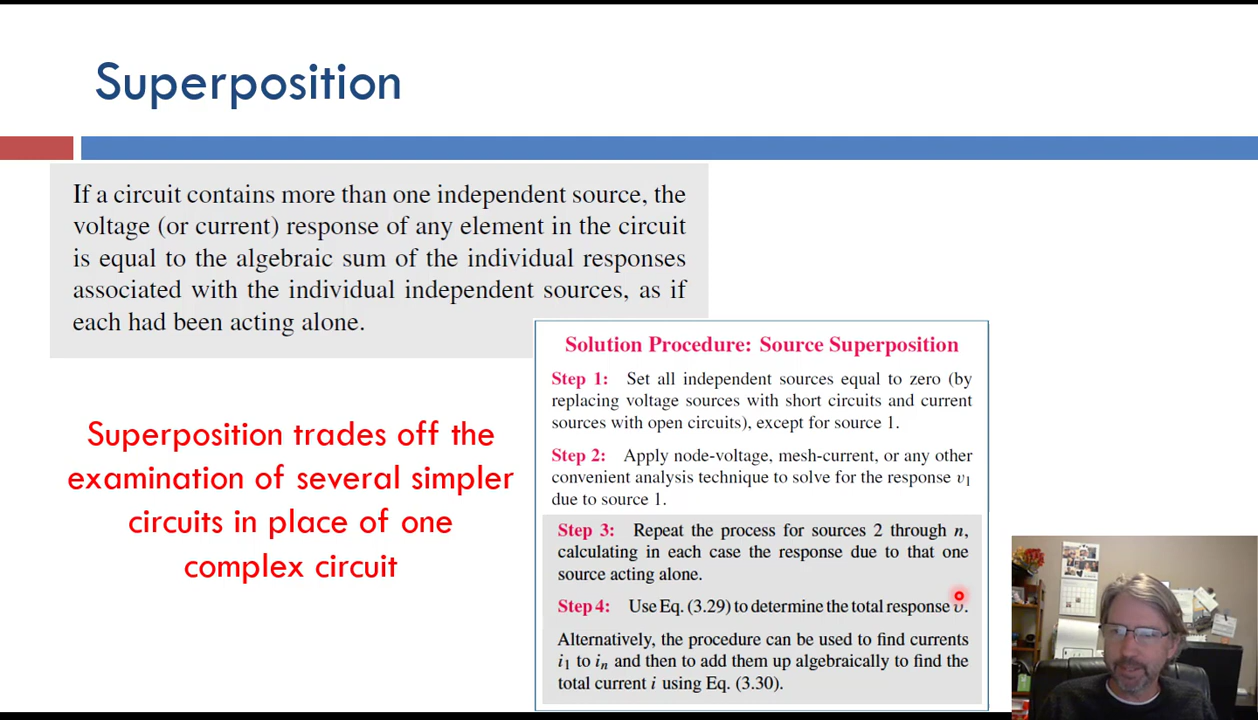 Superposition
If a circuit contains more than one independent source, the
voltage (or current) response of any element in the circuit
is equal to the algebraic sum of the individual responses
associated with the individual independent sources, as if
each had been acting alone.
Superposition trades off the
examination of several simpler
circuits in place of one
complex circuit
Solution Procedure: Source Superposition
Step 1: Set all independent sources equal to zero (by
replacing voltage sources with short circuits and current
sources with open circuits), except for source 1.
Step 2: Apply node-voltage, mesh-current, or any other
convenient analysis technique to solve for the response υ₁
due to source 1.
Step 3: Repeat the process for sources 2 through n,
calculating in each case the response due to that one
source acting alone.
Step 4: Use Eq. (3.29) to determine the total response υ.
Alternatively, the procedure can be used to find currents
i₁ to iₙ and then to add them up algebraically to find the
total current i using Eq. (3.30).